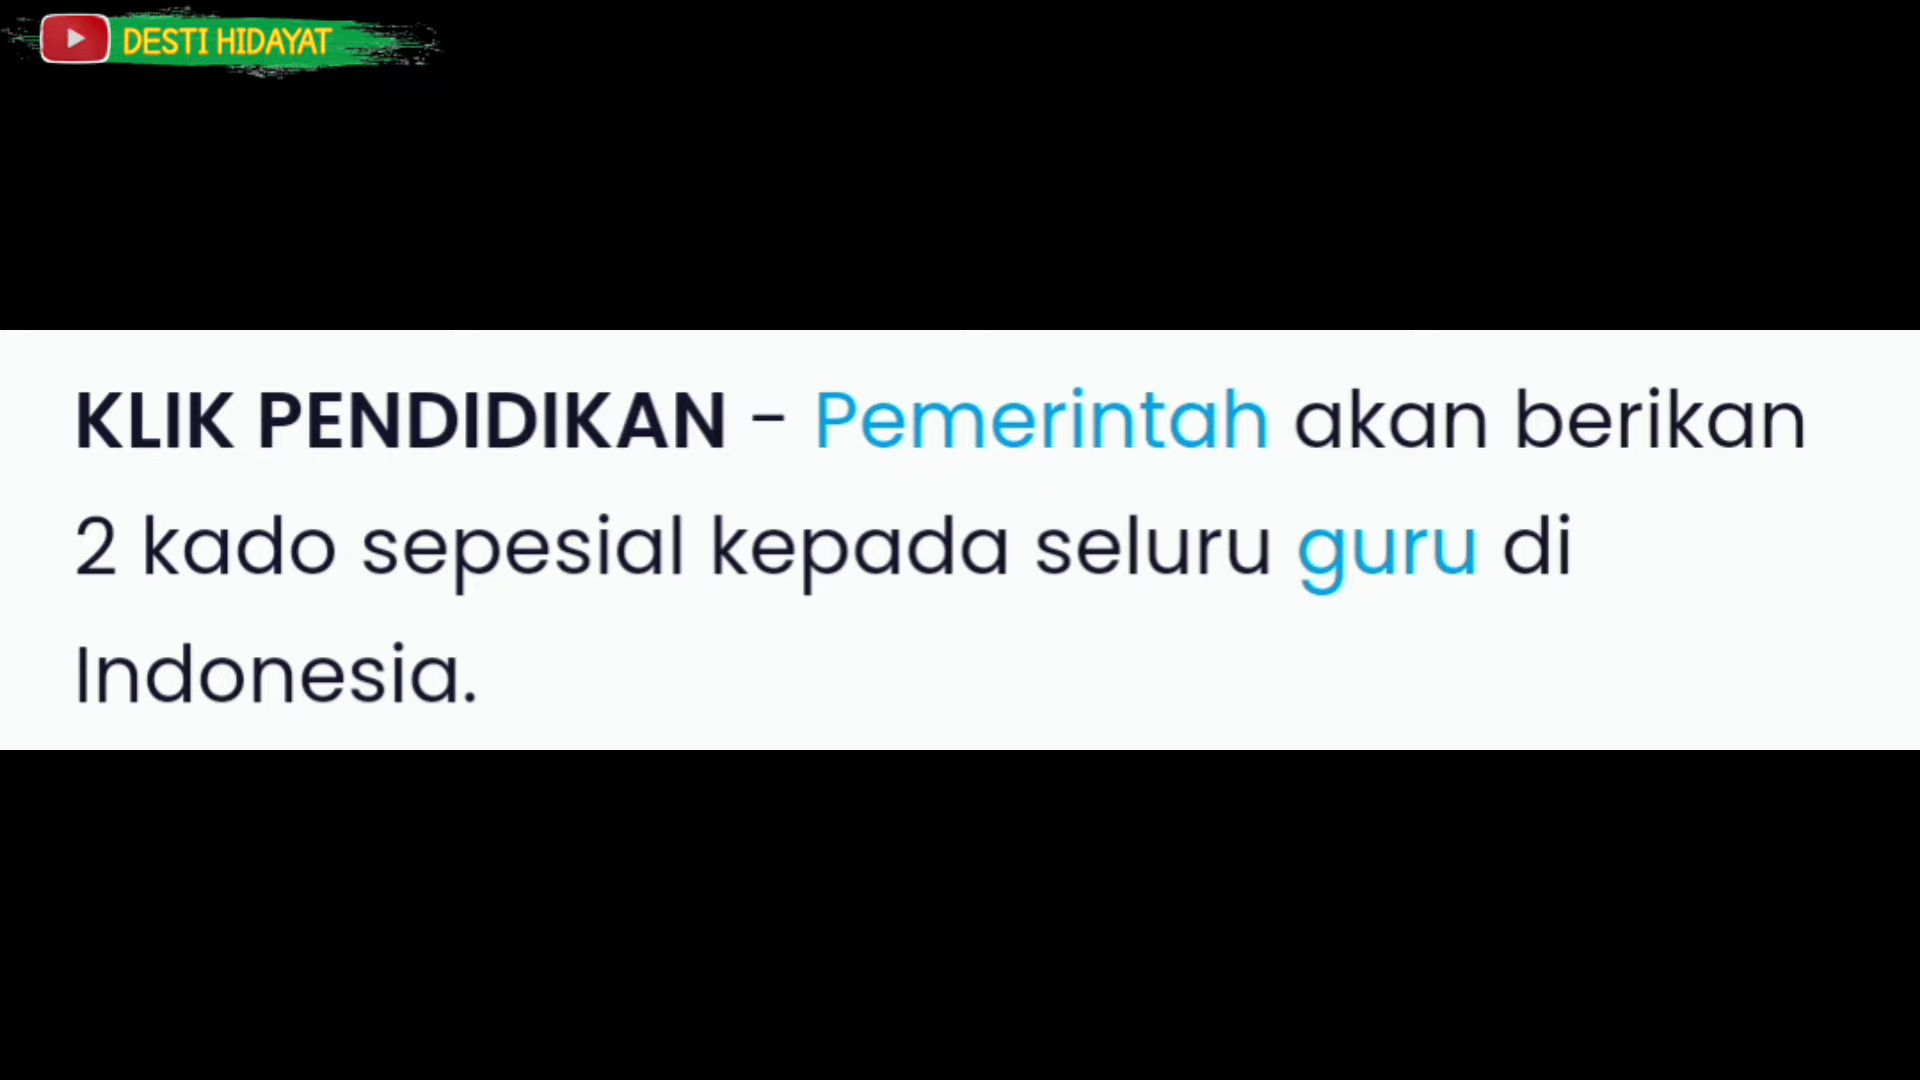 DESTI HIDAYAT
KLIK PENDIDIKAN - Pemerintah akan berikan
2 kado sepesial kepada seluru guru di
Indonesia.